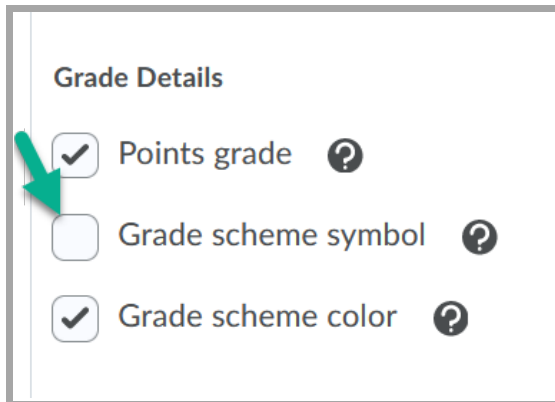 Grade Details
Points grade ?
Grade scheme symbol ?
Grade scheme color ?